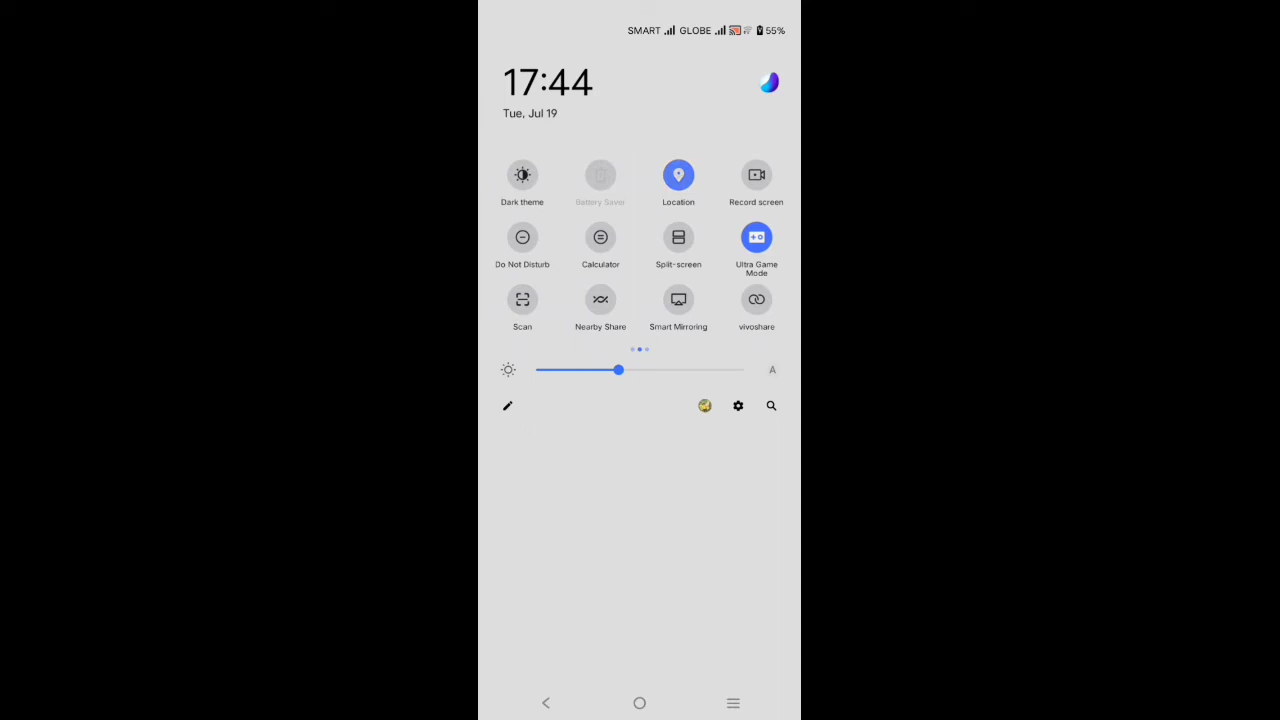 SMART GLOBE 55%
17:44
Tue, Jul 19
Dark theme Battery Saver Location Record screen
Do Not Disturb Calculator Split-screen Ultra Game
Mode
Scan Nearby Share Smart Mirroring vivoshare
A